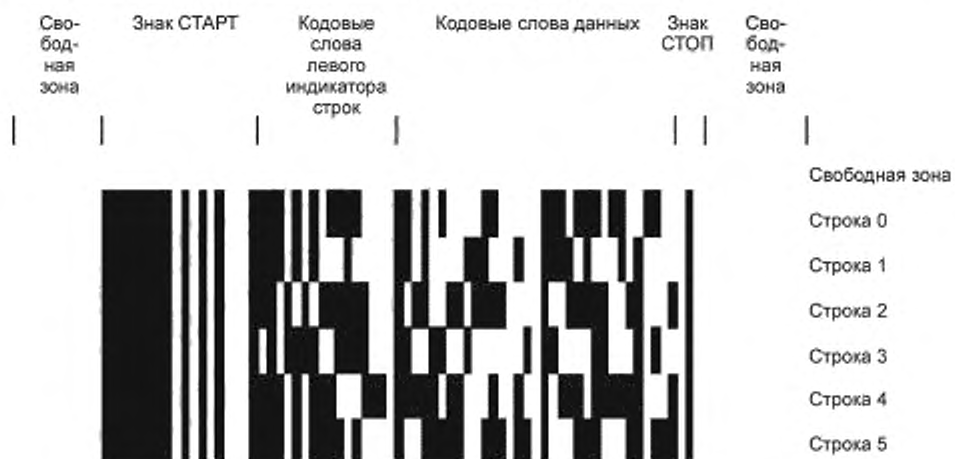 Сво-
бод-
ная
зона
Знак СТАРТ
Кодовые
слова
левого
индикатора
строк
Кодовые слова данных
Знак
СТОП
Сво-
бод-
ная
зона
Свободная зона
Строка 0
Строка 1
Строка 2
Строка 3
Строка 4
Строка 5